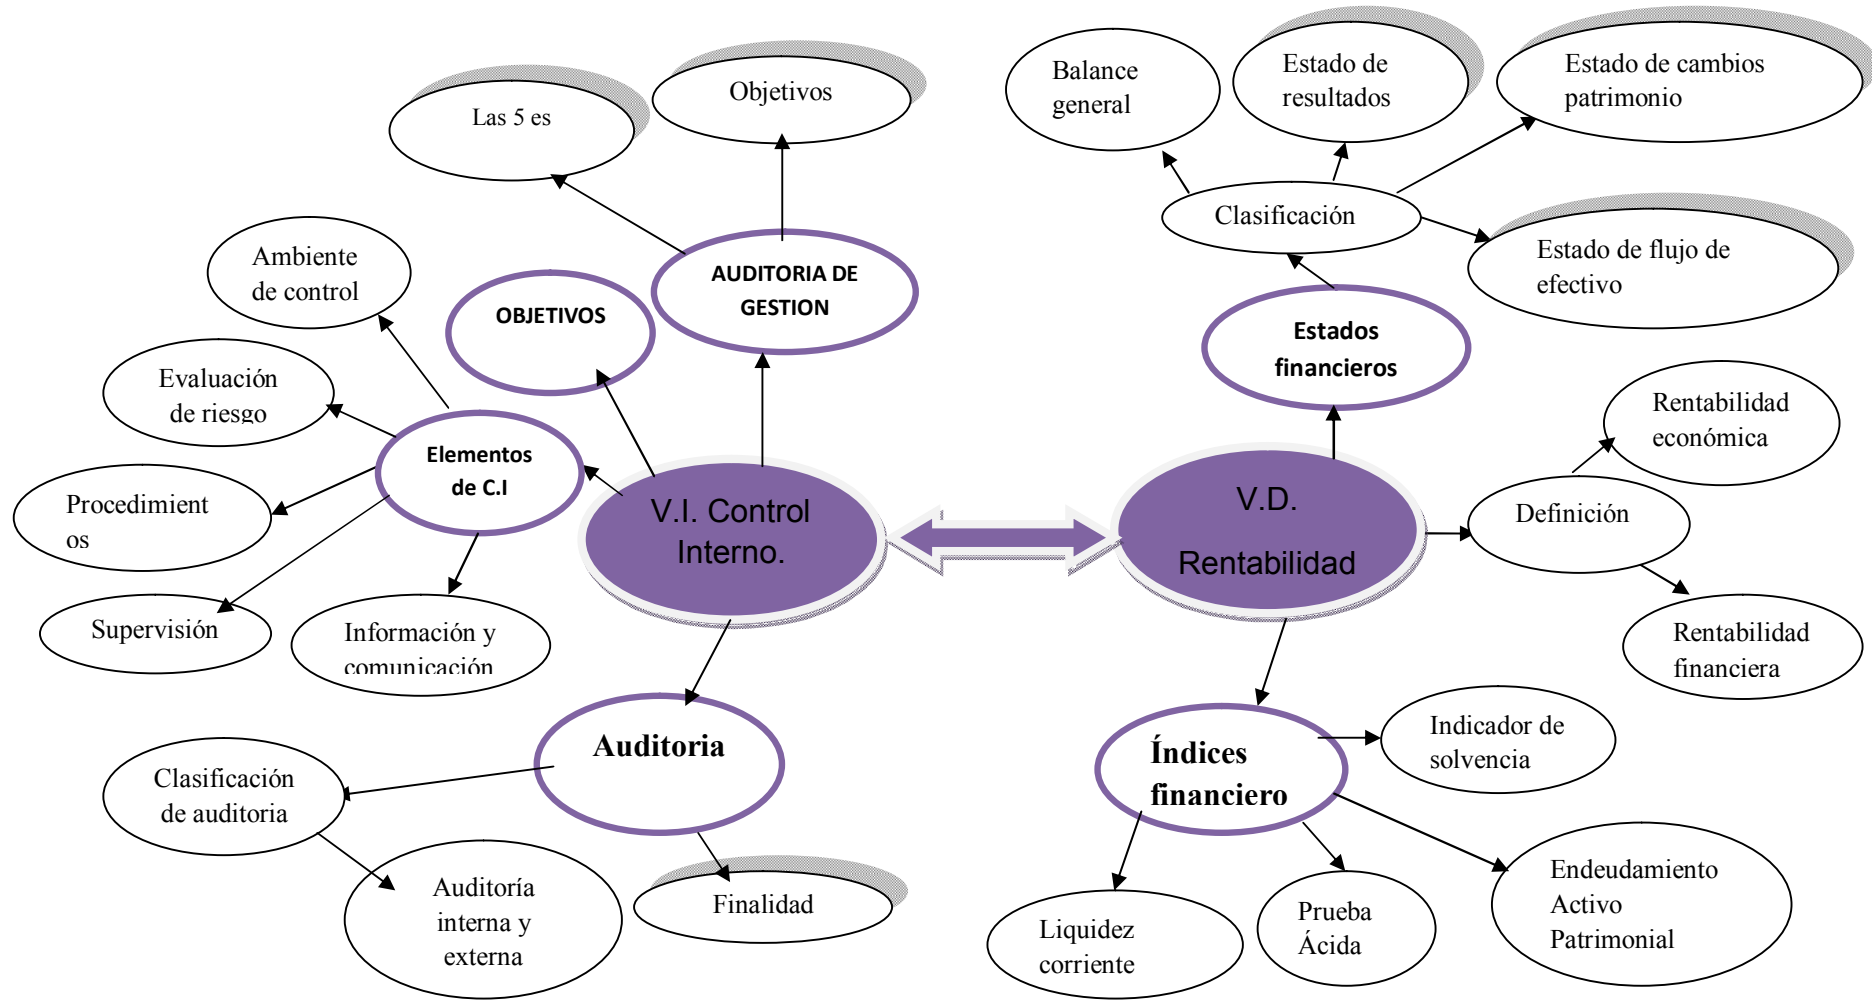 Las 5 es
Objetivos
Balance
general
Estado de
resultados
Estado de cambios
patrimonio
Clasificación
Estado de flujo de
efectivo
Ambiente
de control
OBJETIVOS
AUDITORIA DE
GESTION
Estados
financieros
Evaluación
de riesgo
Rentabilidad
económica
Elementos
de C.I
Procedimient
os
V.I. Control
Interno.
V.D.
Rentabilidad
Definición
Supervisión
Información y
comunicación
Rentabilidad
financiera
Auditoria
Índices
financiero
Indicador de
solvencia
Clasificación
de auditoria
Auditoría
interna y
externa
Finalidad
Liquidez
corriente
Prueba
Ácida
Endeudamiento
Activo
Patrimonial